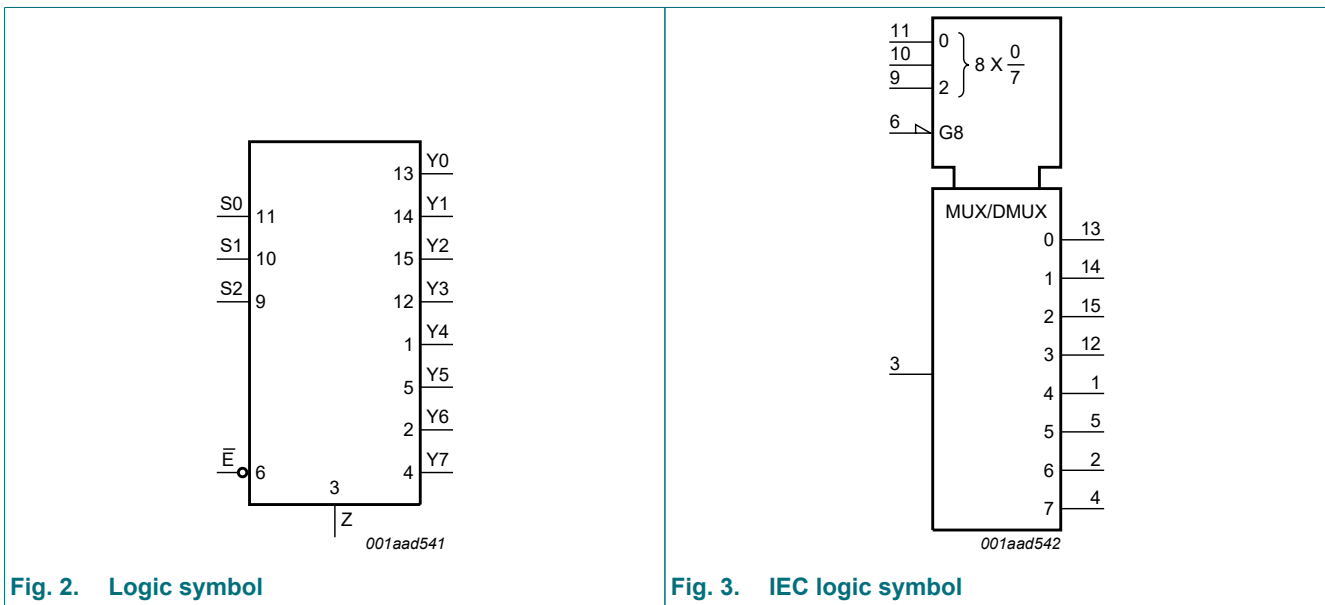 S0
11
S1
10
S2
9
E̅
6
13
Y0
14
Y1
15
Y2
12
Y3
1
Y4
5
Y5
2
Y6
4
Y7
3
Z
001aad541
Fig. 2. Logic symbol
11
0
10
9
2
8 X 0/7
6
G8
MUX/DMUX
0
13
1
14
2
15
3
12
3
4
1
5
5
6
2
7
4
001aad542
Fig. 3. IEC logic symbol